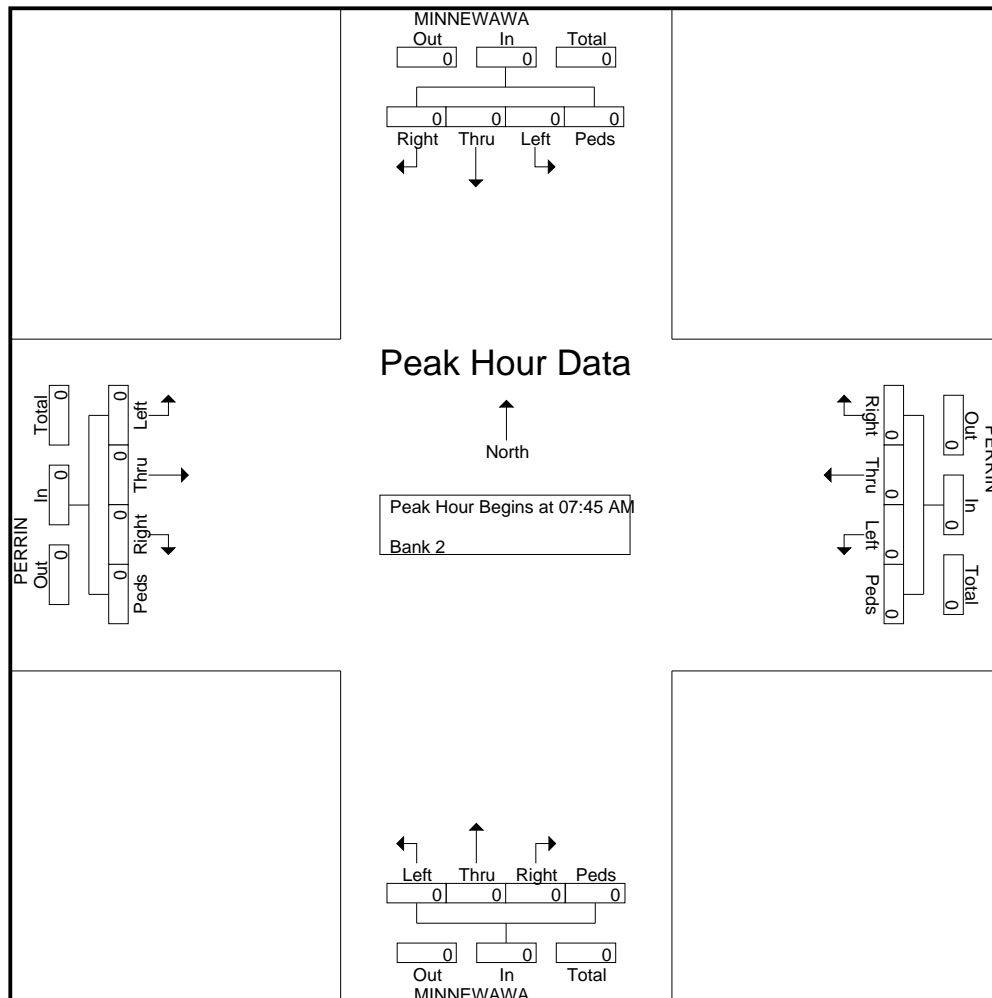 MINNEWAWA
Out In Total
0 0 0
0 0 0 0
Right Thru Left Peds
Peak Hour Data
North
Peak Hour Begins at 07:45 AM
Bank 2
PERRIN
Out In Total
0 0 0
0 0 0 0
Left Thru Right Peds
PERRIN
Out In Total
0 0 0
0 0 0 0
Right Thru Left Peds
Left Thru Right Peds
0 0 0 0
0 0 0
Out In Total
MINNEWAWA